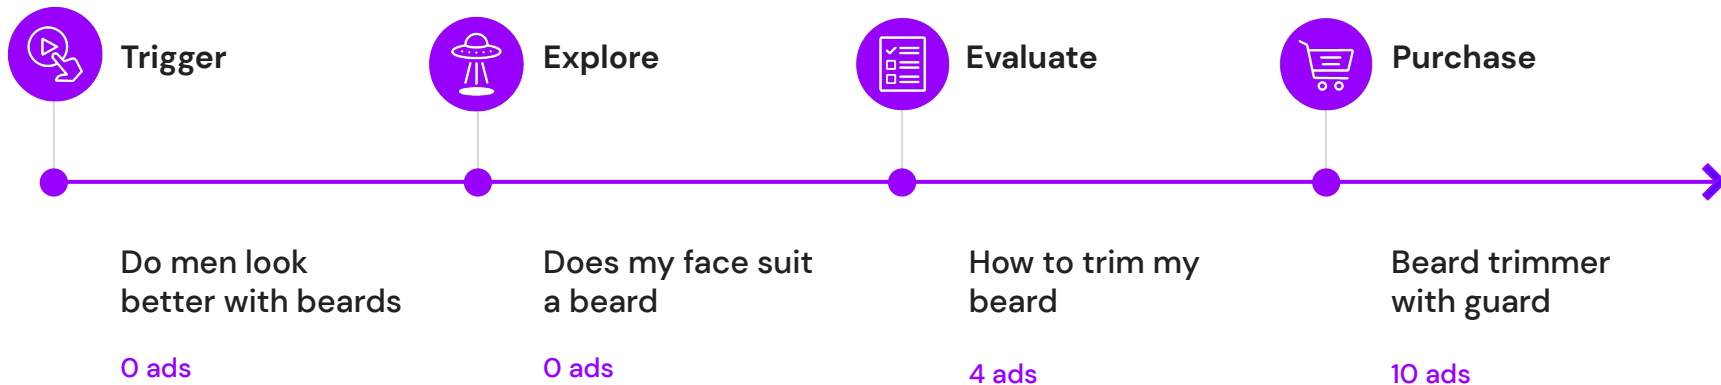 Trigger
Explore
Evaluate
Purchase
Do men look
better with beards
0 ads
Does my face suit
a beard
0 ads
How to trim my
beard
4 ads
Beard trimmer
with guard
10 ads